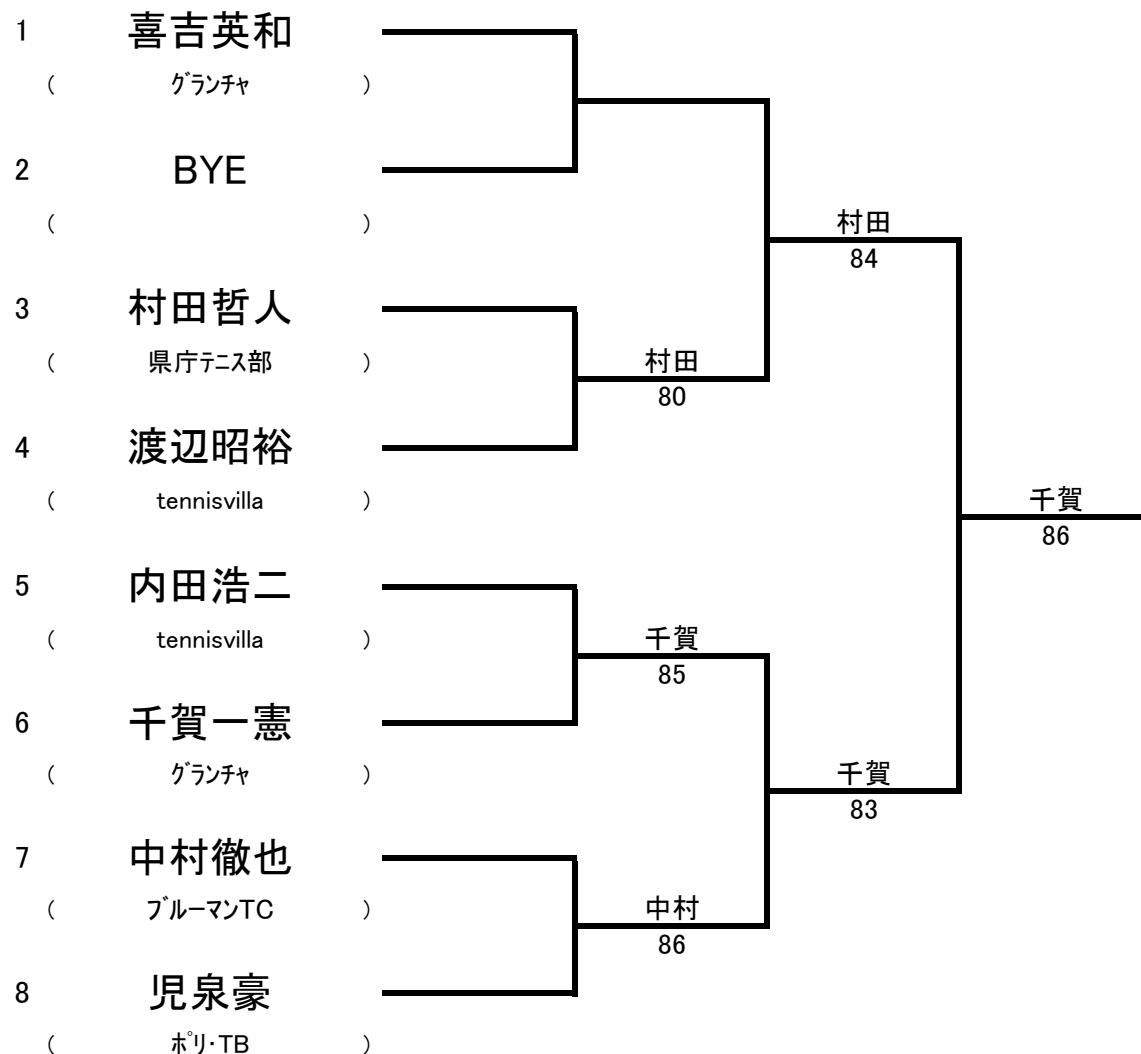 1 喜吉英和
( グランチャ )
2 BYE
( )
村田
84
3 村田哲人
( 県庁テニス部 )
村田
80
4 渡辺昭裕
( tennisvilla )
千賀
86
5 内田浩二
( tennisvilla )
千賀
85
6 千賀一憲
( グランチャ )
千賀
83
7 中村徹也
( ブルーマンTC )
中村
86
8 児泉豪
( ポリ・TB )